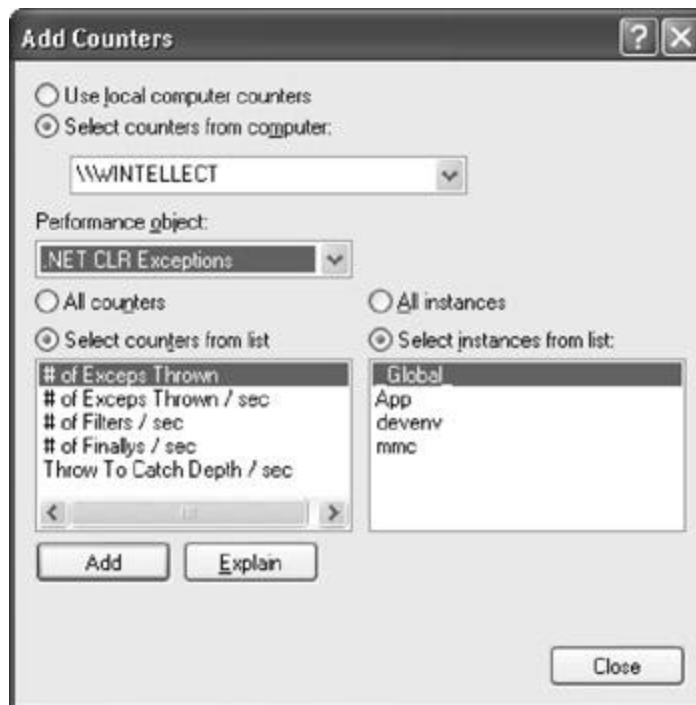 Add Counters
Use local computer counters
Select counters from computer:
\\WINTELLECT
Performance object:
.NET CLR Exceptions
All counters
All instances
Select counters from list
Select instances from list:
# of Exceps Thrown
# of Exceps Thrown / sec
# of Filters / sec
# of Finallys / sec
Throw To Catch Depth / sec
_Global_
App
devenv
mmc
Add
Explain
Close